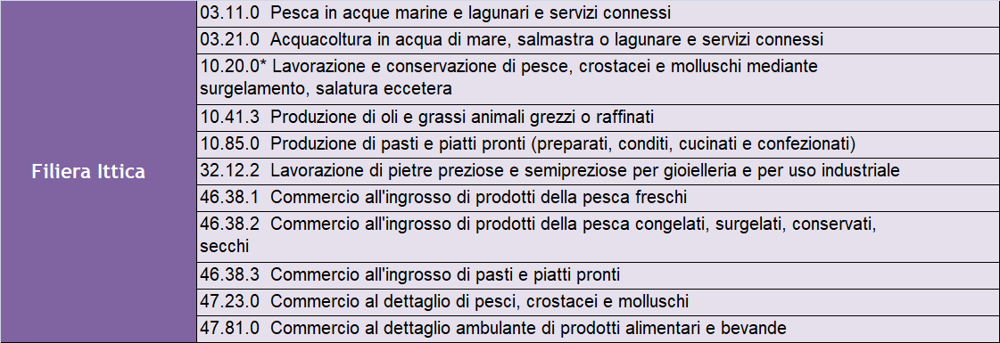 Filiera Ittica
03.11.0 Pesca in acque marine e lagunari e servizi connessi
03.21.0 Acquacoltura in acqua di mare, salmastra o lagunare e servizi connessi
10.20.0* Lavorazione e conservazione di pesce, crostacei e molluschi mediante
surgelamento, salatura eccetera
10.41.3 Produzione di oli e grassi animali grezzi o raffinati
10.85.0 Produzione di pasti e piatti pronti (preparati, conditi, cucinati e confezionati)
32.12.2 Lavorazione di pietre preziose e semipreziose per gioielleria e per uso industriale
46.38.1 Commercio all'ingrosso di prodotti della pesca freschi
46.38.2 Commercio all'ingrosso di prodotti della pesca congelati, surgelati, conservati,
secchi
46.38.3 Commercio all'ingrosso di pasti e piatti pronti
47.23.0 Commercio al dettaglio di pesci, crostacei e molluschi
47.81.0 Commercio al dettaglio ambulante di prodotti alimentari e bevande